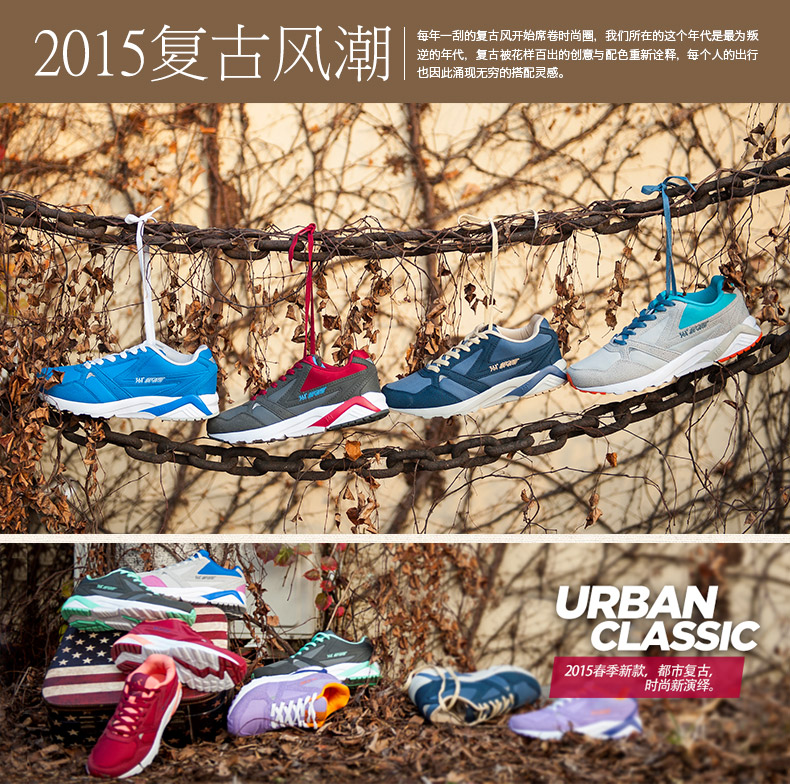 2015复古风潮
每年一刮的复古风开始席卷时尚圈，我们所在的这个年代是最为叛
逆的年代，复古被花样百出的创意与配色重新诠释，每个人的出行
也因此涌现无穷的搭配灵感。
URBAN
CLASSIC
2015春季新款，都市复古，
时尚新演绎。